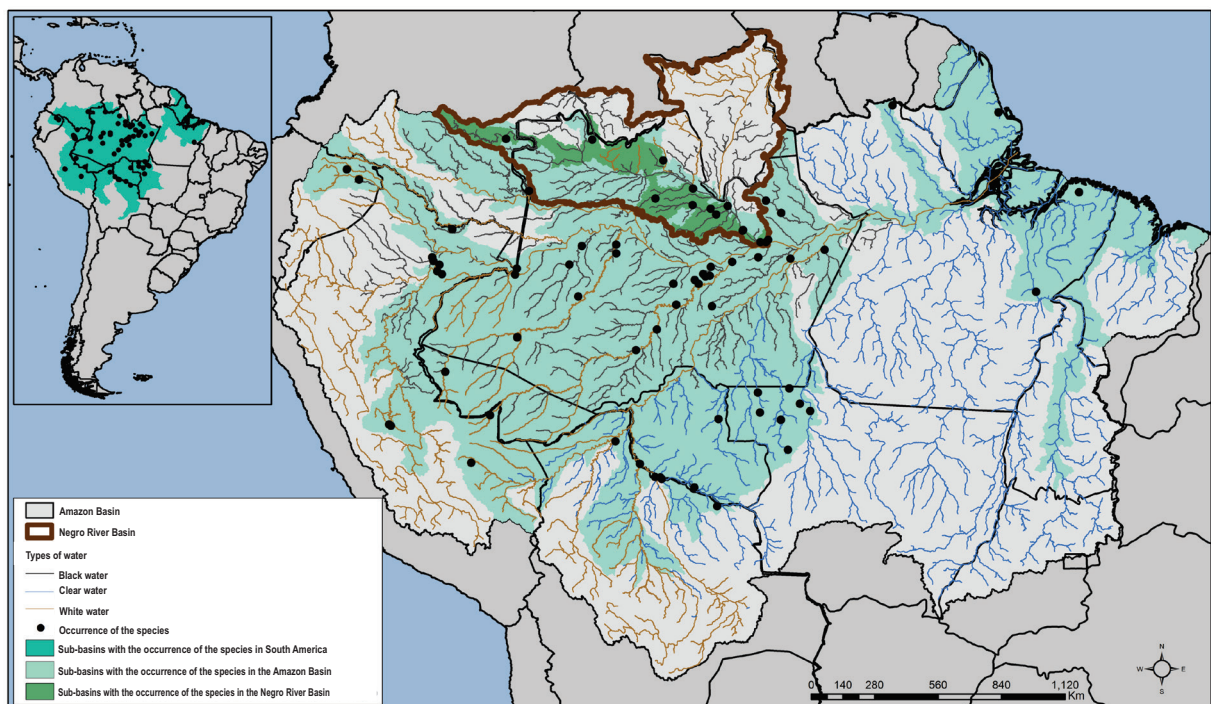 Amazon Basin
Negro River Basin
Types of water
Black water
Clear water
White water
Occurrence of the species
Sub-basins with the occurrence of the species in South America
Sub-basins with the occurrence of the species in the Amazon Basin
Sub-basins with the occurrence of the species in the Negro River Basin
N
W E
S
0 140 280 560 840 1,120
Km